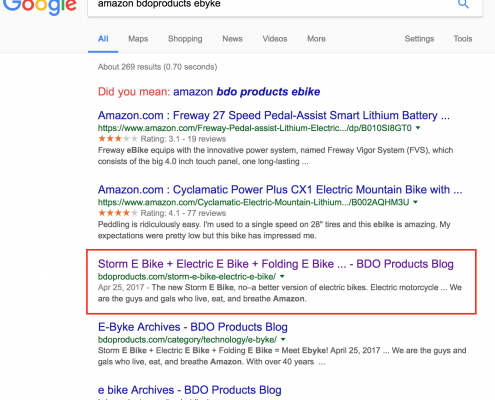 Google
amazon bdoproducts ebyke
All Maps Shopping News Videos More Settings Tools
About 269 results (0.70 seconds)
Did you mean: amazon bdo products ebike
Amazon.com : Freway 27 Speed Pedal-Assist Smart Lithium Battery ...
https://www.amazon.com/Freway-Pedal-assist-Lithium-Electric.../dp/B010SI8GT0
Rating: 3.1 - 19 reviews
Freway eBike equips with the innovative power system, named Freway Vigor System (FVS), which
consists of the big 4.0 inch touch panel, one long-lasting ...
Amazon.com : Cyclamatic Power Plus CX1 Electric Mountain Bike with ...
https://www.amazon.com/Cyclamatic-Electric-Mountain-Lithium.../B002AQHM3U
Rating: 4.1 - 77 reviews
Peddling is ridiculously easy. I'm used to a single speed on 28" tires and this ebike is amazing. My
expectations were pretty low but this bike has impressed me.
Storm E Bike + Electric E Bike + Folding E Bike ... - BDO Products Blog
bdoproducts.com/storm-e-bike-electric-e-bike/
Apr 25, 2017 - The new Storm E Bike, no–a better version of electric bikes. Electric motorcycle ... We
are the guys and gals who live, eat, and breathe Amazon.
E-Byke Archives - BDO Products Blog
bdoproducts.com/category/technology/e-byke/
Storm E Bike + Electric E Bike + Folding E Bike = Meet Ebyke! April 25, 2017 ... We are the guys and
gals who live, eat, and breathe Amazon. With over 40 years ...
e bike Archives - BDO Products Blog